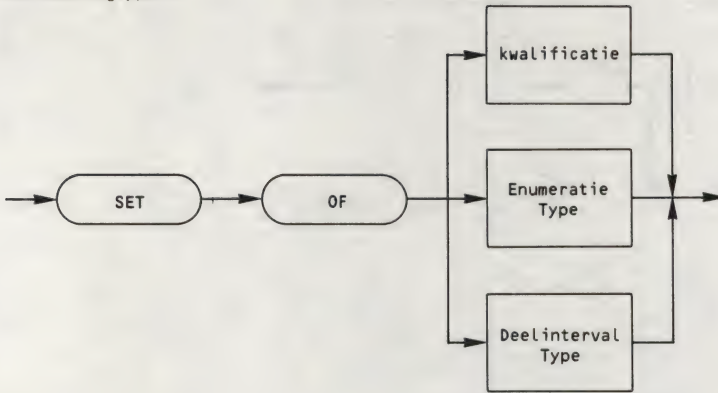 kwalificatie
SET
OF
Enumeratie
Type
Deelinterval
Type